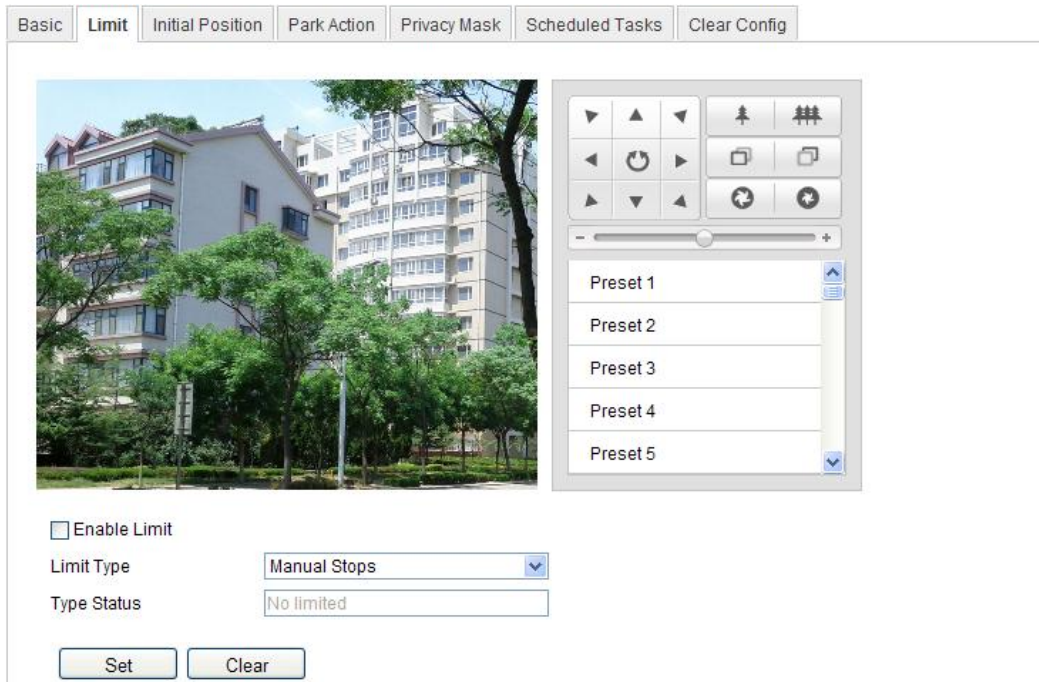 Basic Limit Initial Position Park Action Privacy Mask Scheduled Tasks Clear Config
Preset 1
Preset 2
Preset 3
Preset 4
Preset 5
Enable Limit
Limit Type Manual Stops
Type Status No limited
Set Clear